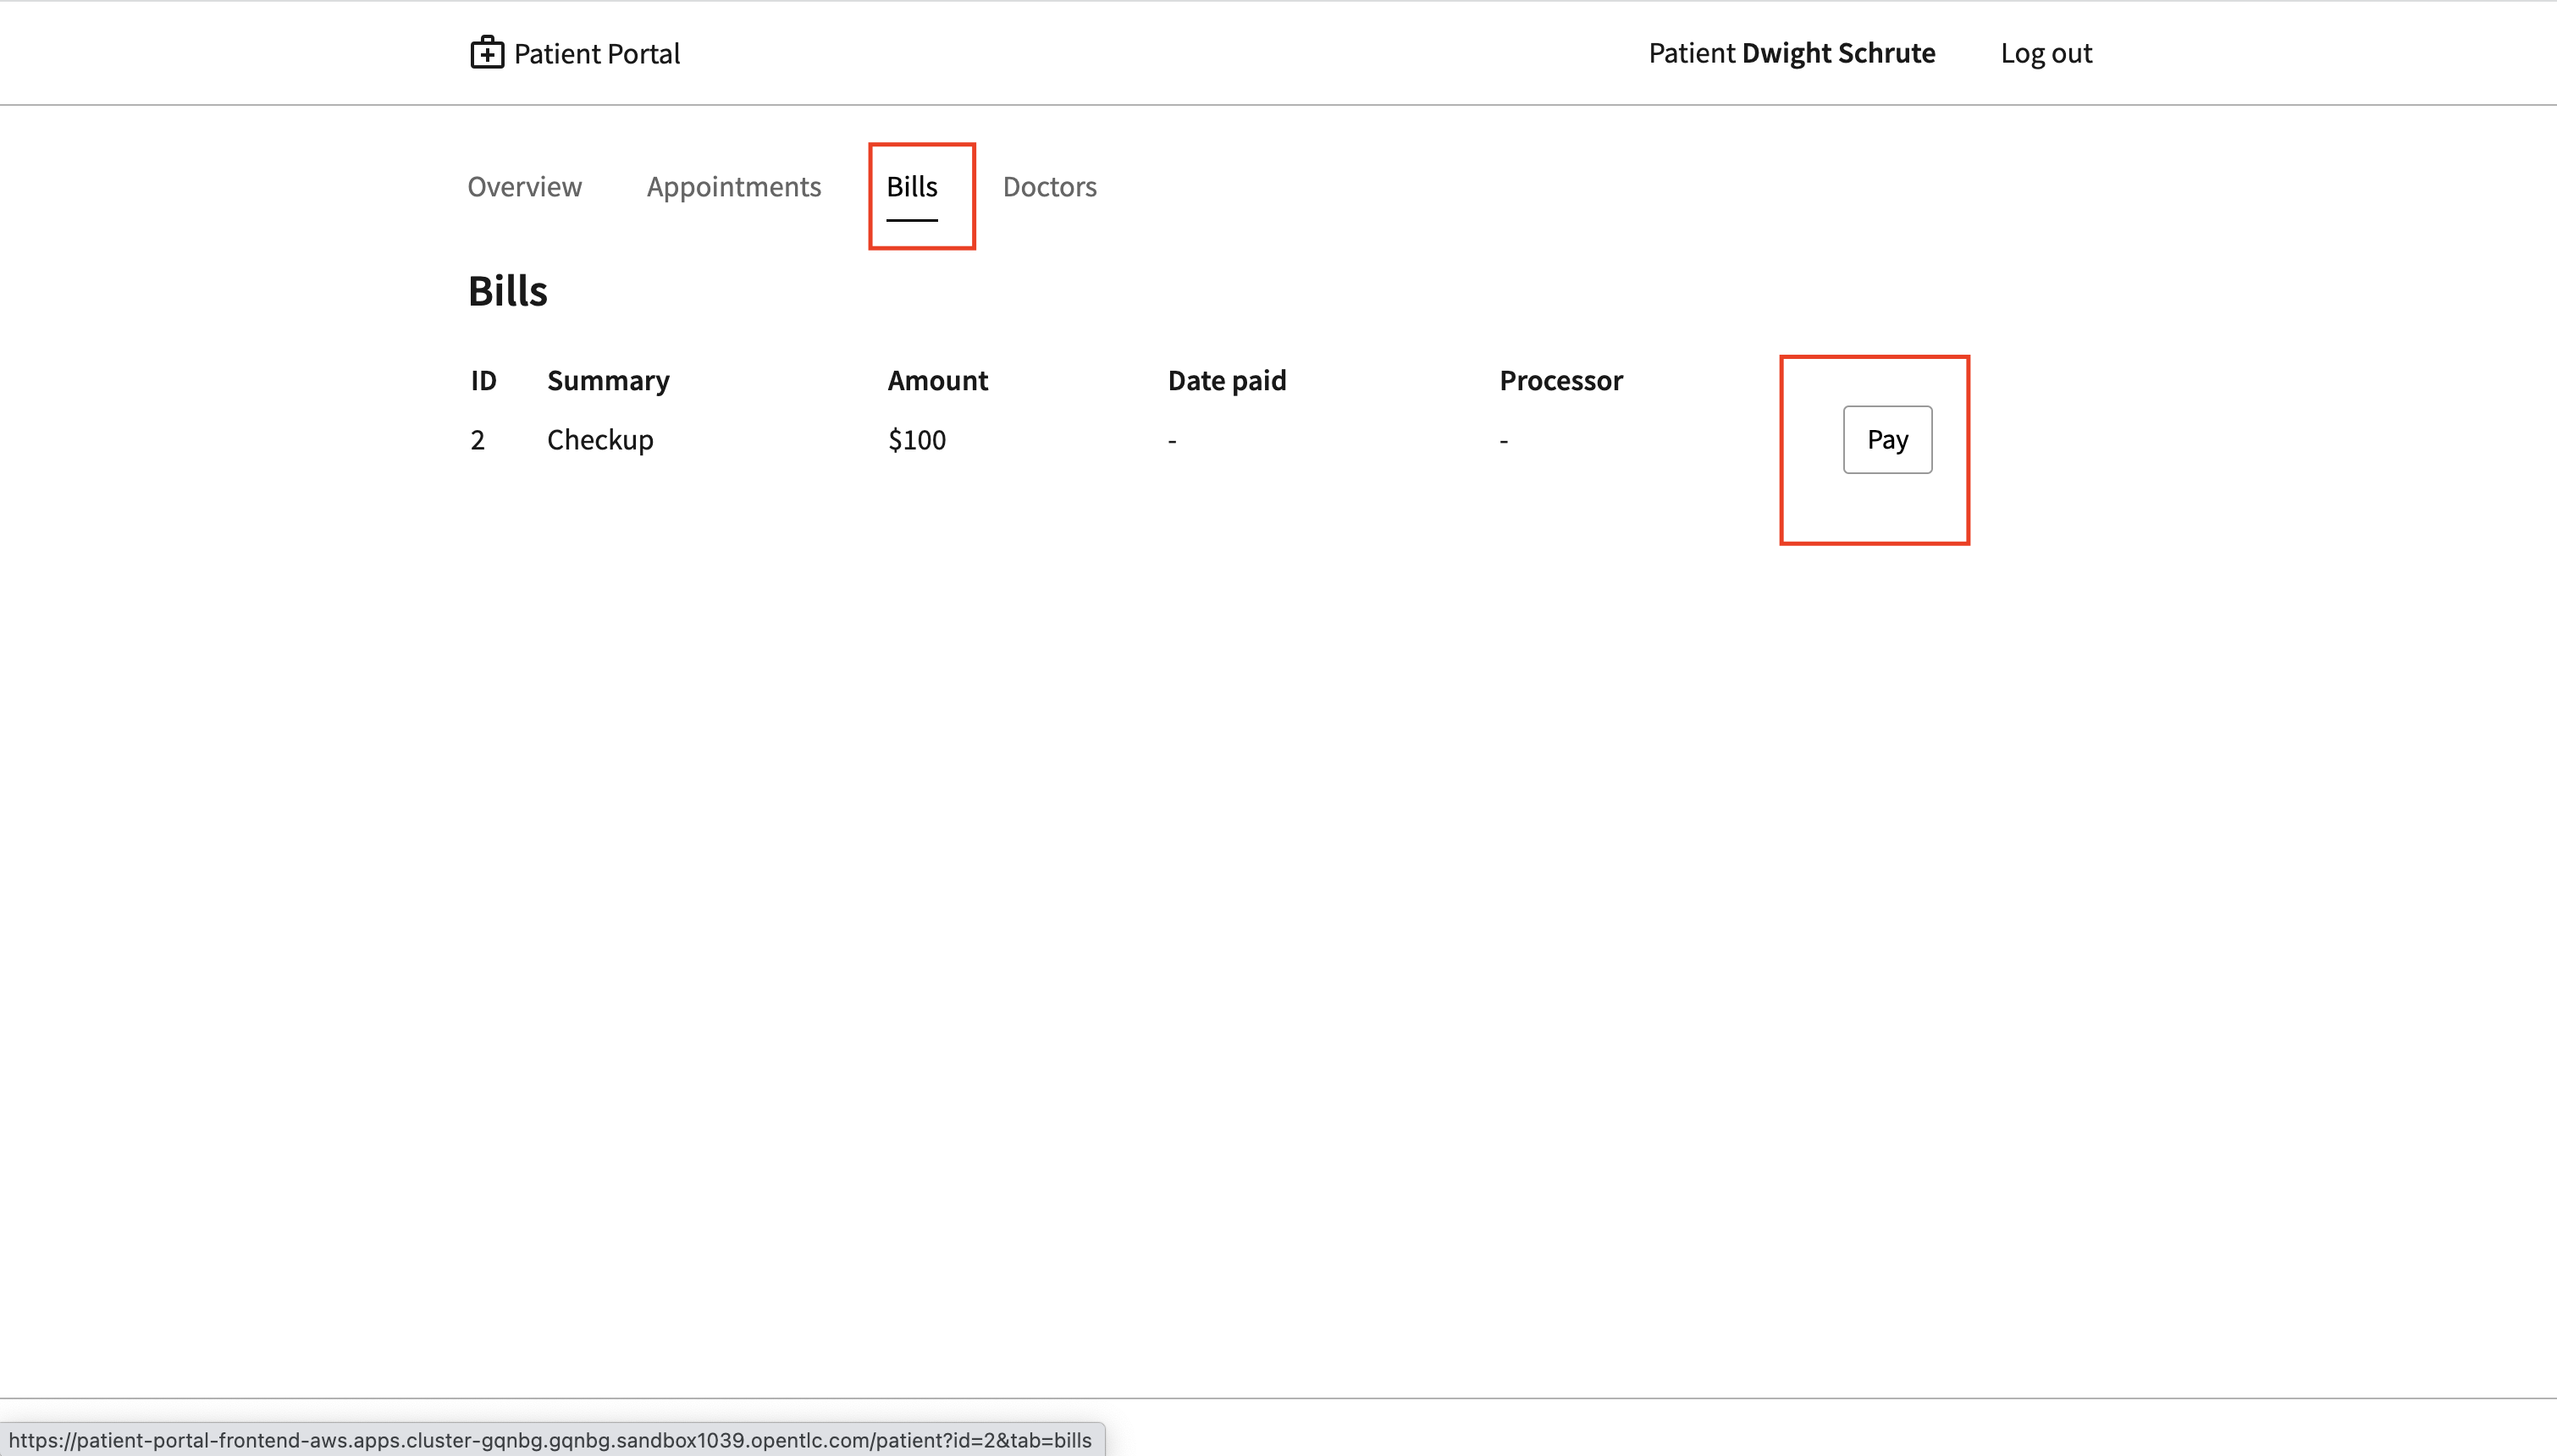 Patient Portal Patient Dwight Schrute Log out
Overview Appointments Bills Doctors
Bills
ID Summary Amount Date paid Processor
2 Checkup $100 - - Pay
https://patient-portal-frontend-aws.apps.cluster-gqnbg.gqnbg.sandbox1039.opentlc.com/patient?id=2&tab=bills